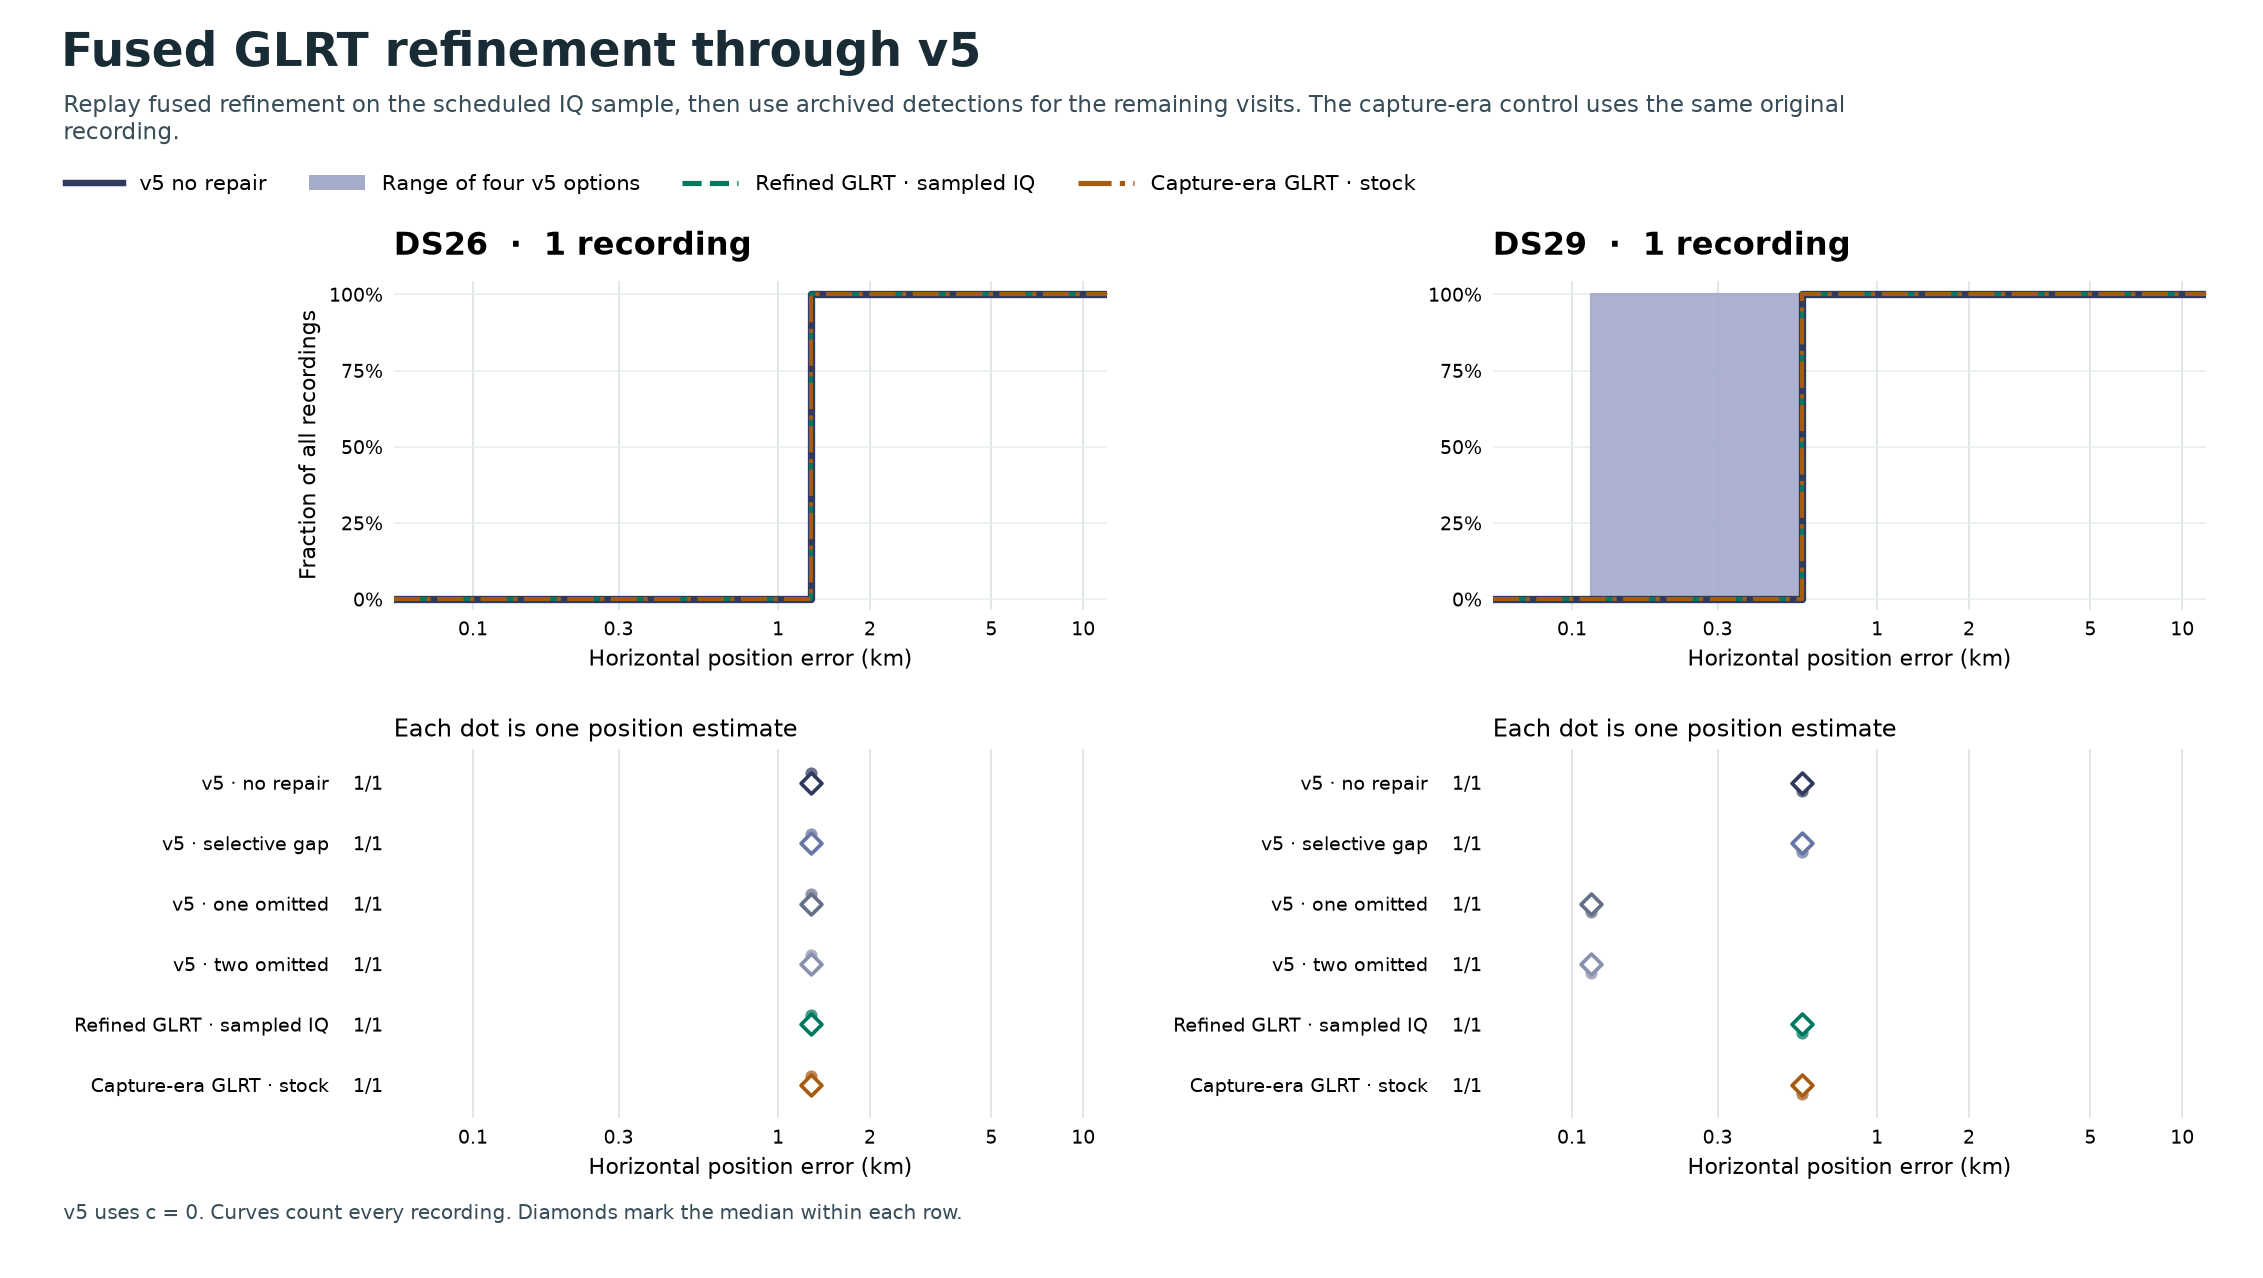 Fused GLRT refinement through v5
Replay fused refinement on the scheduled IQ sample, then use archived detections for the remaining visits. The capture-era control uses the same original
recording.
v5 no repair
Range of four v5 options
Refined GLRT · sampled IQ
Capture-era GLRT · stock
DS26 · 1 recording
100%
75%
50%
25%
0%
Fraction of all recordings
0.1 0.3 1 2 5 10
Horizontal position error (km)
DS29 · 1 recording
100%
75%
50%
25%
0%
0.1 0.3 1 2 5 10
Horizontal position error (km)
Each dot is one position estimate
v5 · no repair 1/1
v5 · selective gap 1/1
v5 · one omitted 1/1
v5 · two omitted 1/1
Refined GLRT · sampled IQ 1/1
Capture-era GLRT · stock 1/1
0.1 0.3 1 2 5 10
Horizontal position error (km)
Each dot is one position estimate
v5 · no repair 1/1
v5 · selective gap 1/1
v5 · one omitted 1/1
v5 · two omitted 1/1
Refined GLRT · sampled IQ 1/1
Capture-era GLRT · stock 1/1
0.1 0.3 1 2 5 10
Horizontal position error (km)
v5 uses c = 0. Curves count every recording. Diamonds mark the median within each row.